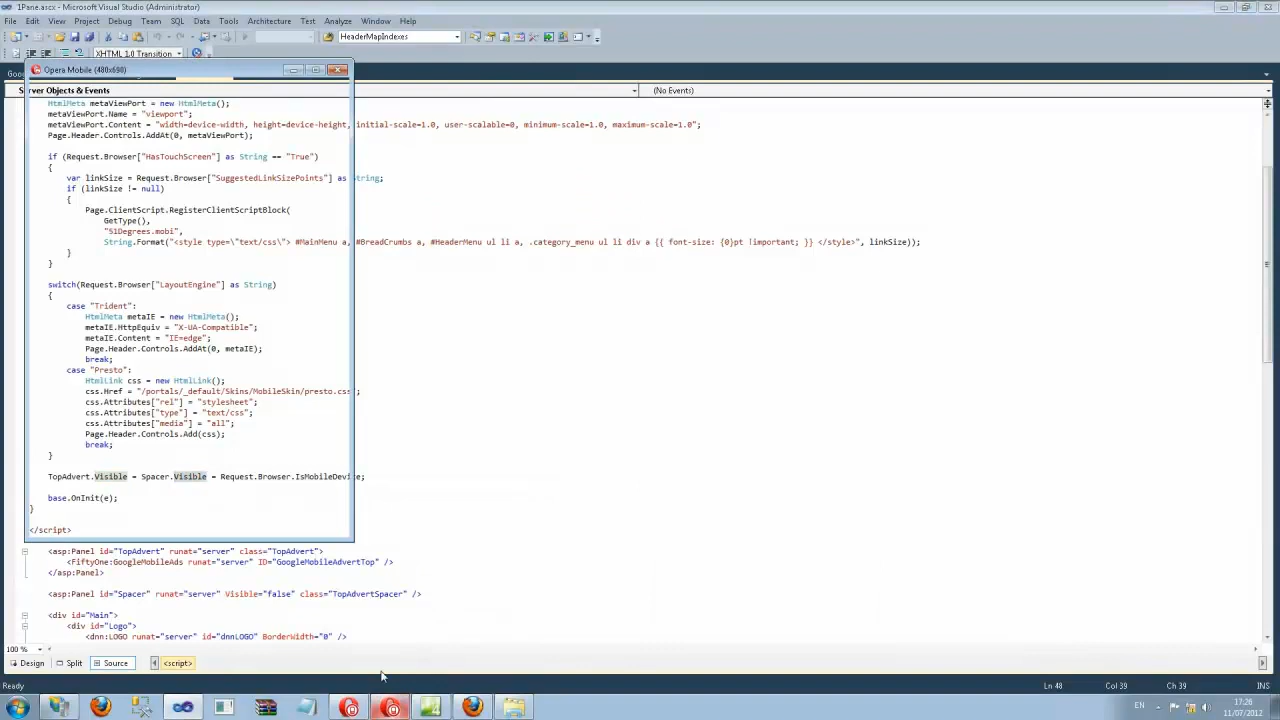 1Pane.ascx - Microsoft Visual Studio (Administrator)
File Edit View Project Debug Team SQL Data Tools Architecture Test Analyze Window Help
HeaderMapIndexes
XHTML 1.0 Transition
Opera Mobile (480x690)
Server Objects & Events
(No Events)
HtmlMeta metaViewPort = new HtmlMeta();
metaViewPort.Name = "viewport";
metaViewPort.Content = "width=device-width, height=device-height, initial-scale=1.0, user-scalable=0, minimum-scale=1.0, maximum-scale=1.0";
Page.Header.Controls.AddAt(0, metaViewPort);
if (Request.Browser["HasTouchScreen"] as String == "True")
{
var linkSize = Request.Browser["SuggestedLinkSizePoints"] as String;
if (linkSize != null)
{
Page.ClientScript.RegisterClientScriptBlock(
GetType(),
"51Degrees.mobi",
String.Format("<style type=\"text/css\"> #MainMenu a, #BreadCrumbs a, #HeaderMenu ul li a, .category_menu ul li div a {{ font-size: {0}pt !important; }} </style>", linkSize));
}
}
switch(Request.Browser["LayoutEngine"] as String)
{
case "Trident":
HtmlMeta metaIE = new HtmlMeta();
metaIE.HttpEquiv = "X-UA-Compatible";
metaIE.Content = "IE=edge";
Page.Header.Controls.AddAt(0, metaIE);
break;
case "Presto":
HtmlLink css = new HtmlLink();
css.Href = "/portals/_default/Skins/MobileSkin/presto.css";
css.Attributes["rel"] = "stylesheet";
css.Attributes["type"] = "text/css";
css.Attributes["media"] = "all";
Page.Header.Controls.Add(css);
break;
}
TopAdvert.Visible = Spacer.Visible = Request.Browser.IsMobileDevice;
base.OnInit(e);
}
</script>
<asp:Panel id="TopAdvert" runat="server" class="TopAdvert">
<FiftyOne:GoogleMobileAds runat="server" ID="GoogleMobileAdvertTop" />
</asp:Panel>
<asp:Panel id="Spacer" runat="server" Visible="false" class="TopAdvertSpacer" />
<div id="Main">
<div id="Logo">
<dnn:LOGO runat="server" id="dnnLOGO" BorderWidth="0" />
100 %
Design Split Source <script>
Ready Ln 48 Col 39 Ch 39 INS
EN 17:26
11/07/2012